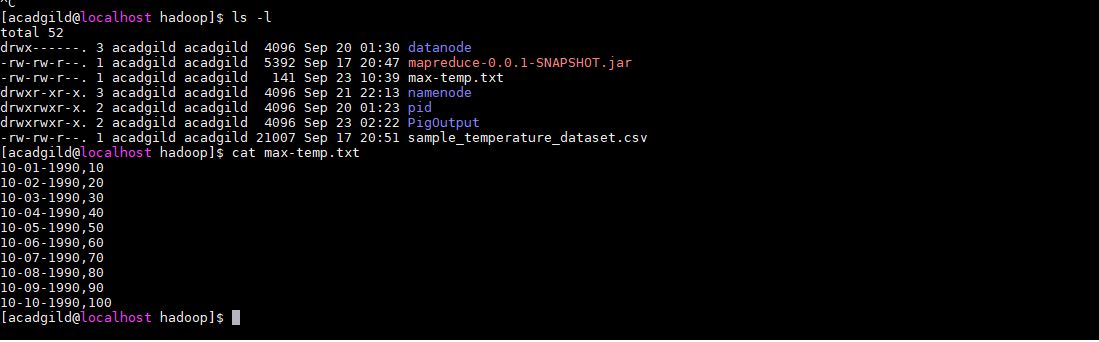 ^C
[acadgild@localhost hadoop]$ ls -l
total 52
drwx------. 3 acadgild acadgild  4096 Sep 20 01:30 datanode
-rw-rw-r--. 1 acadgild acadgild  5392 Sep 17 20:47 mapreduce-0.0.1-SNAPSHOT.jar
-rw-rw-r--. 1 acadgild acadgild   141 Sep 23 10:39 max-temp.txt
drwxr-xr-x. 3 acadgild acadgild  4096 Sep 21 22:13 namenode
drwxrwxr-x. 2 acadgild acadgild  4096 Sep 20 01:23 pid
drwxrwxr-x. 2 acadgild acadgild  4096 Sep 23 02:22 PigOutput
-rw-rw-r--. 1 acadgild acadgild 21007 Sep 17 20:51 sample_temperature_dataset.csv
[acadgild@localhost hadoop]$ cat max-temp.txt
10-01-1990,10
10-02-1990,20
10-03-1990,30
10-04-1990,40
10-05-1990,50
10-06-1990,60
10-07-1990,70
10-08-1990,80
10-09-1990,90
10-10-1990,100
[acadgild@localhost hadoop]$